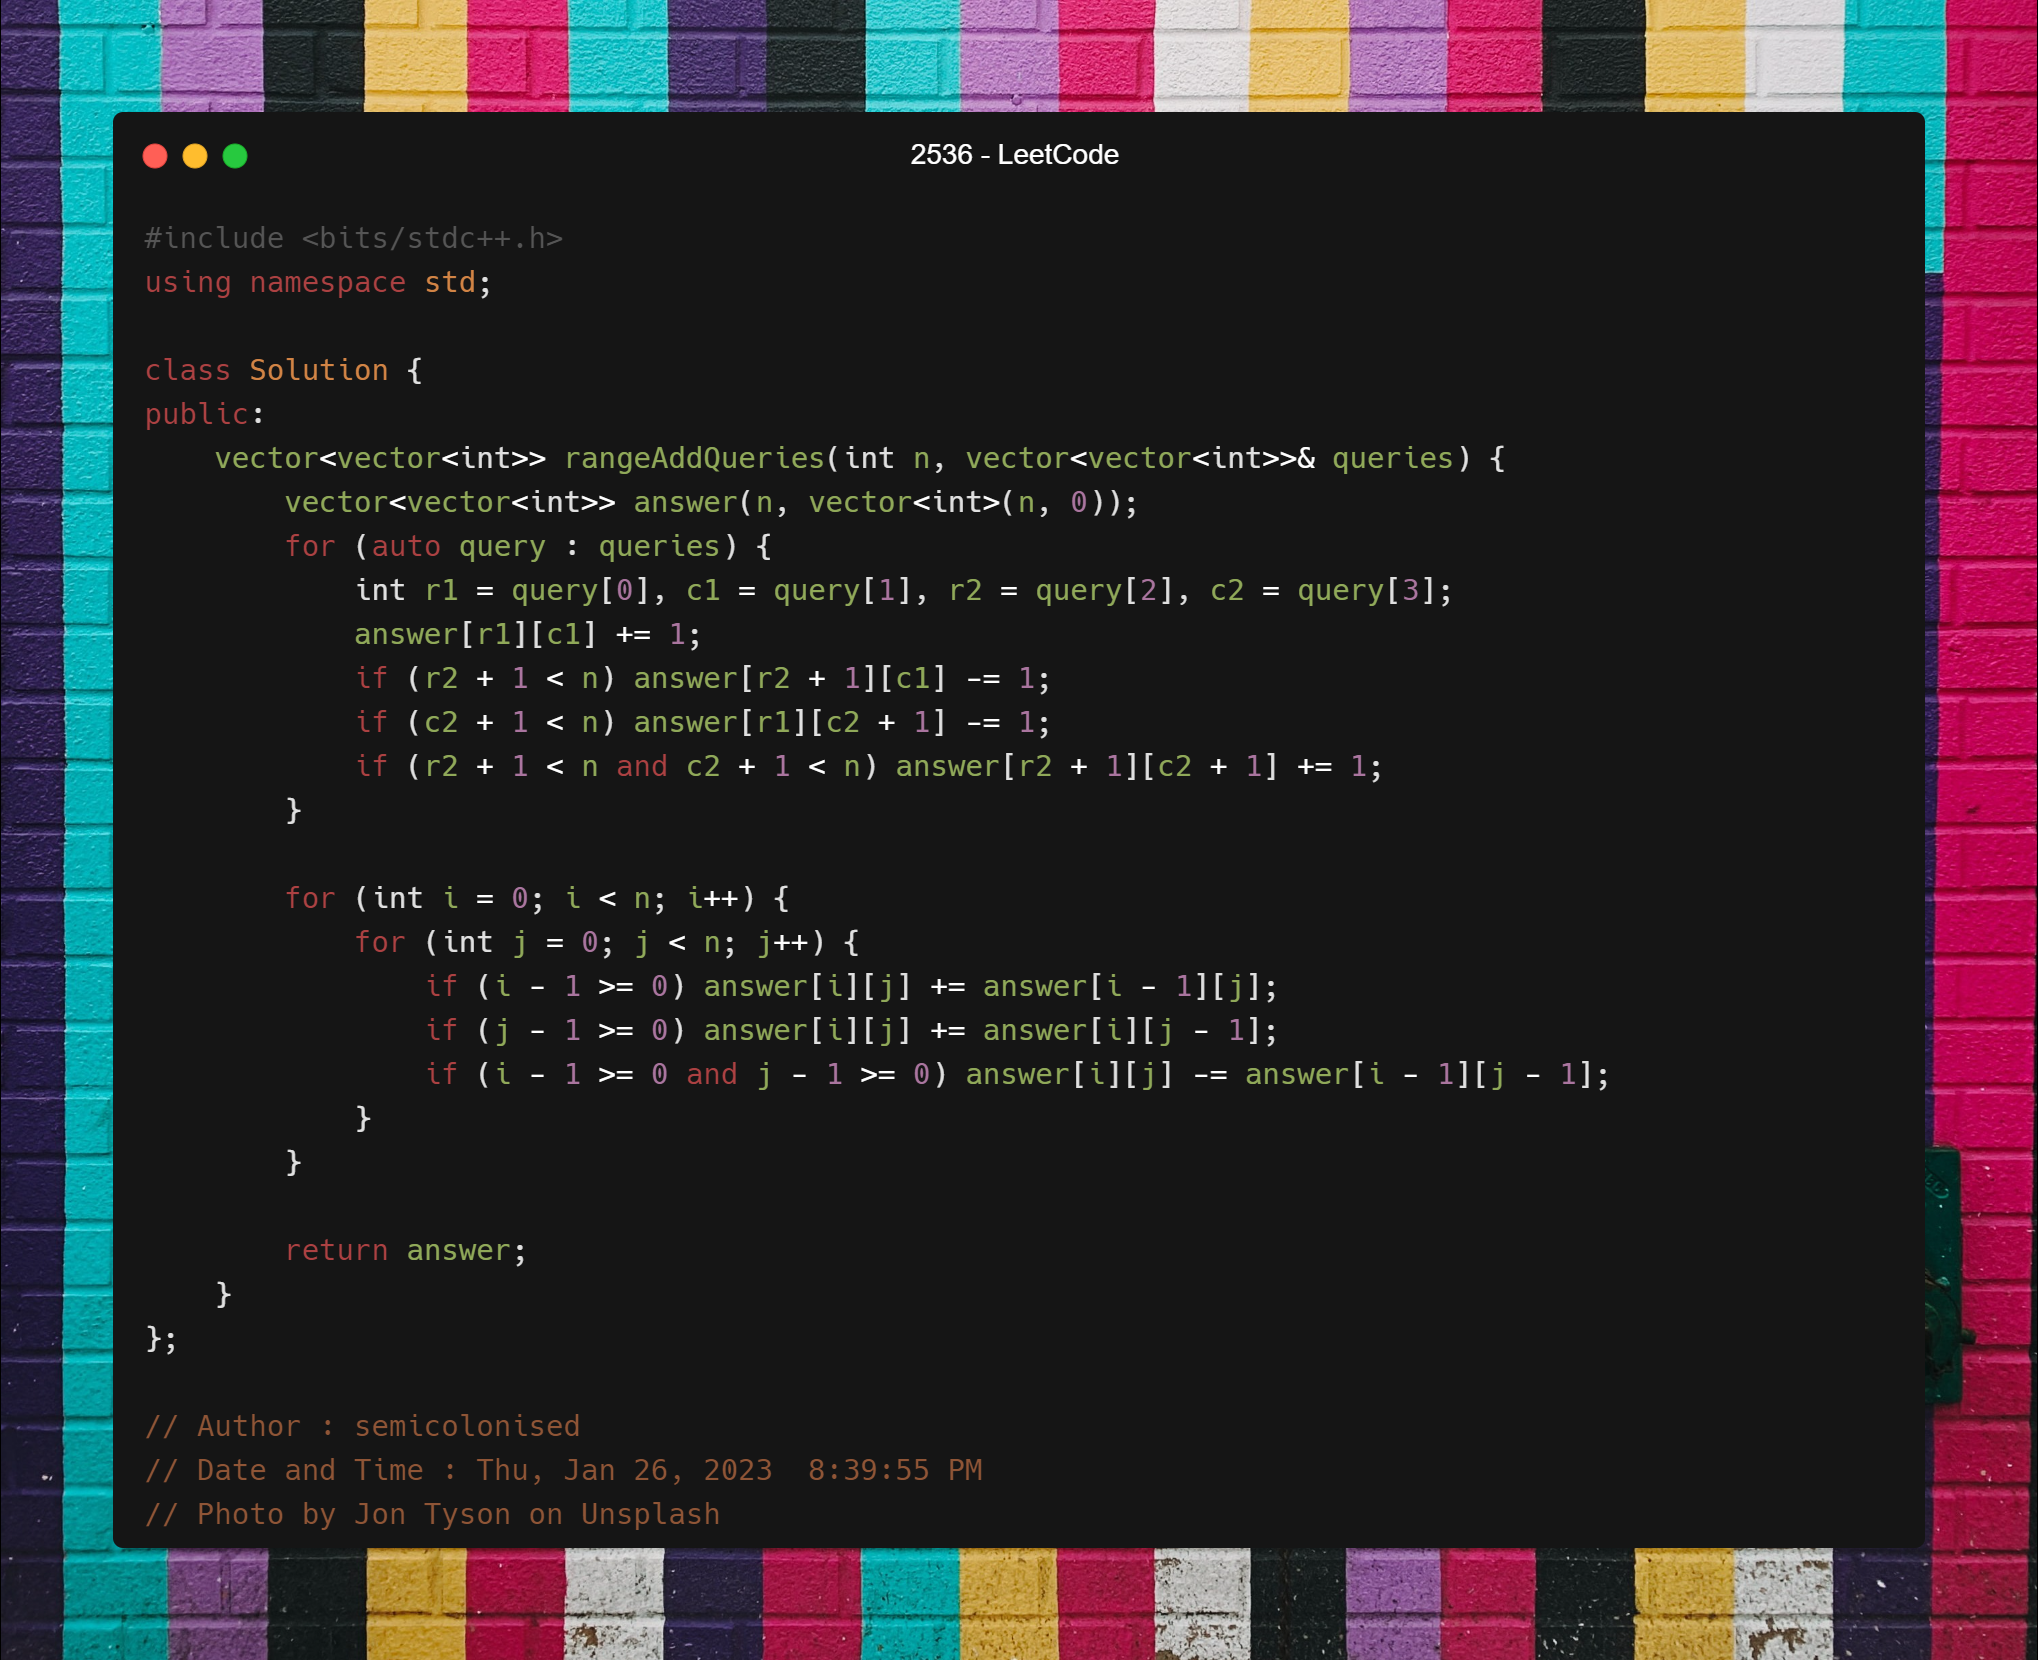 2536 - LeetCode
#include <bits/stdc++.h>
using namespace std;
class Solution {
public:
    vector<vector<int>> rangeAddQueries(int n, vector<vector<int>>& queries) {
        vector<vector<int>> answer(n, vector<int>(n, 0));
        for (auto query : queries) {
            int r1 = query[0], c1 = query[1], r2 = query[2], c2 = query[3];
            answer[r1][c1] += 1;
            if (r2 + 1 < n) answer[r2 + 1][c1] -= 1;
            if (c2 + 1 < n) answer[r1][c2 + 1] -= 1;
            if (r2 + 1 < n and c2 + 1 < n) answer[r2 + 1][c2 + 1] += 1;
        }
        for (int i = 0; i < n; i++) {
            for (int j = 0; j < n; j++) {
                if (i - 1 >= 0) answer[i][j] += answer[i - 1][j];
                if (j - 1 >= 0) answer[i][j] += answer[i][j - 1];
                if (i - 1 >= 0 and j - 1 >= 0) answer[i][j] -= answer[i - 1][j - 1];
            }
        }
        return answer;
    }
};
// Author : semicolonised
// Date and Time : Thu, Jan 26, 2023  8:39:55 PM
// Photo by Jon Tyson on Unsplash